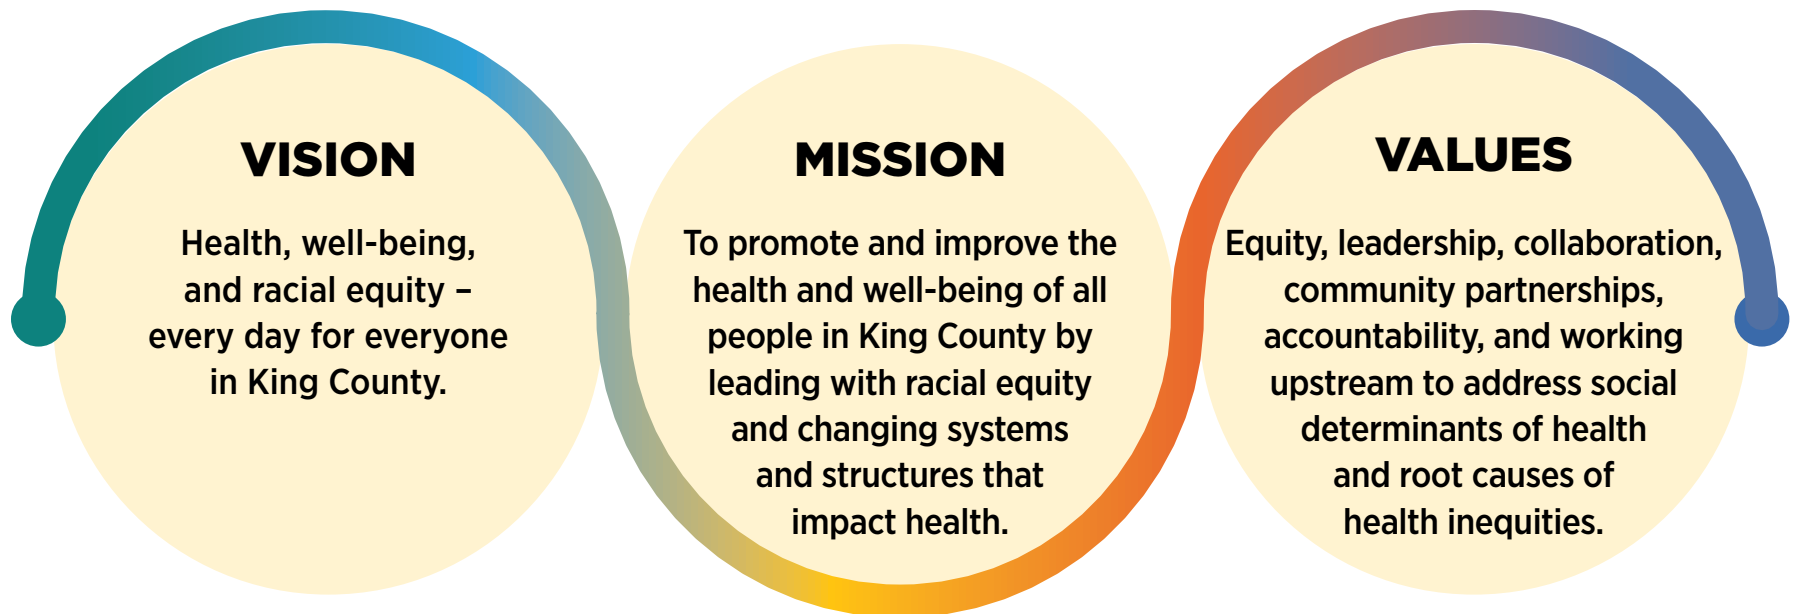 VISION
Health, well-being,
and racial equity –
every day for everyone
in King County.
MISSION
To promote and improve the
health and well-being of all
people in King County by
leading with racial equity
and changing systems
and structures that
impact health.
VALUES
Equity, leadership, collaboration,
community partnerships,
accountability, and working
upstream to address social
determinants of health
and root causes of
health inequities.